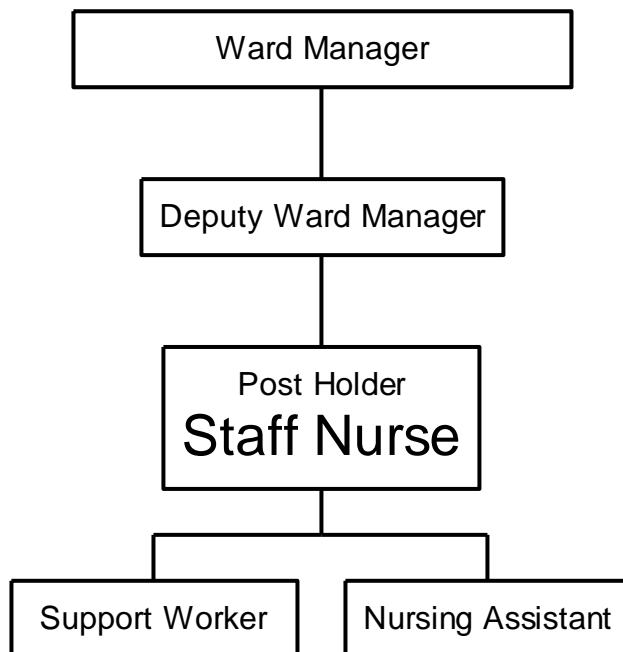 Ward Manager
Deputy Ward Manager
Post Holder
Staff Nurse
Support Worker
Nursing Assistant